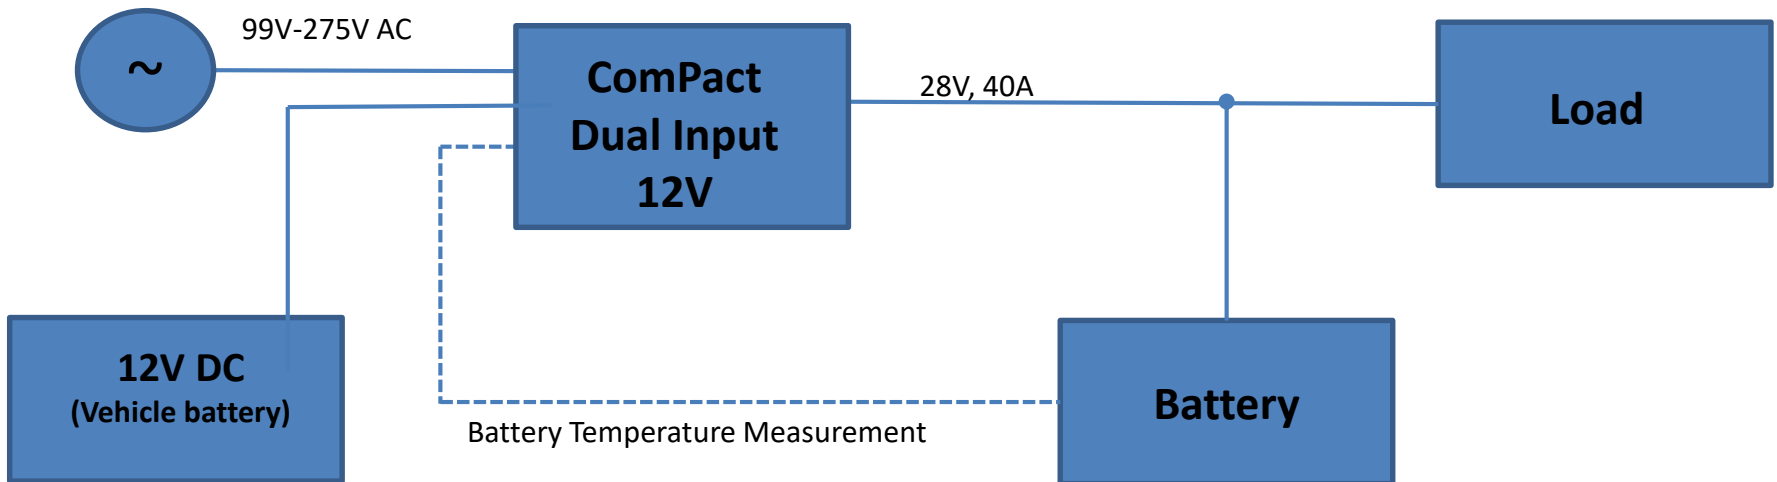 99V-275V AC
~
ComPact
Dual Input
12V
28V, 40A
Load
12V DC
(Vehicle battery)
Battery
Battery Temperature Measurement